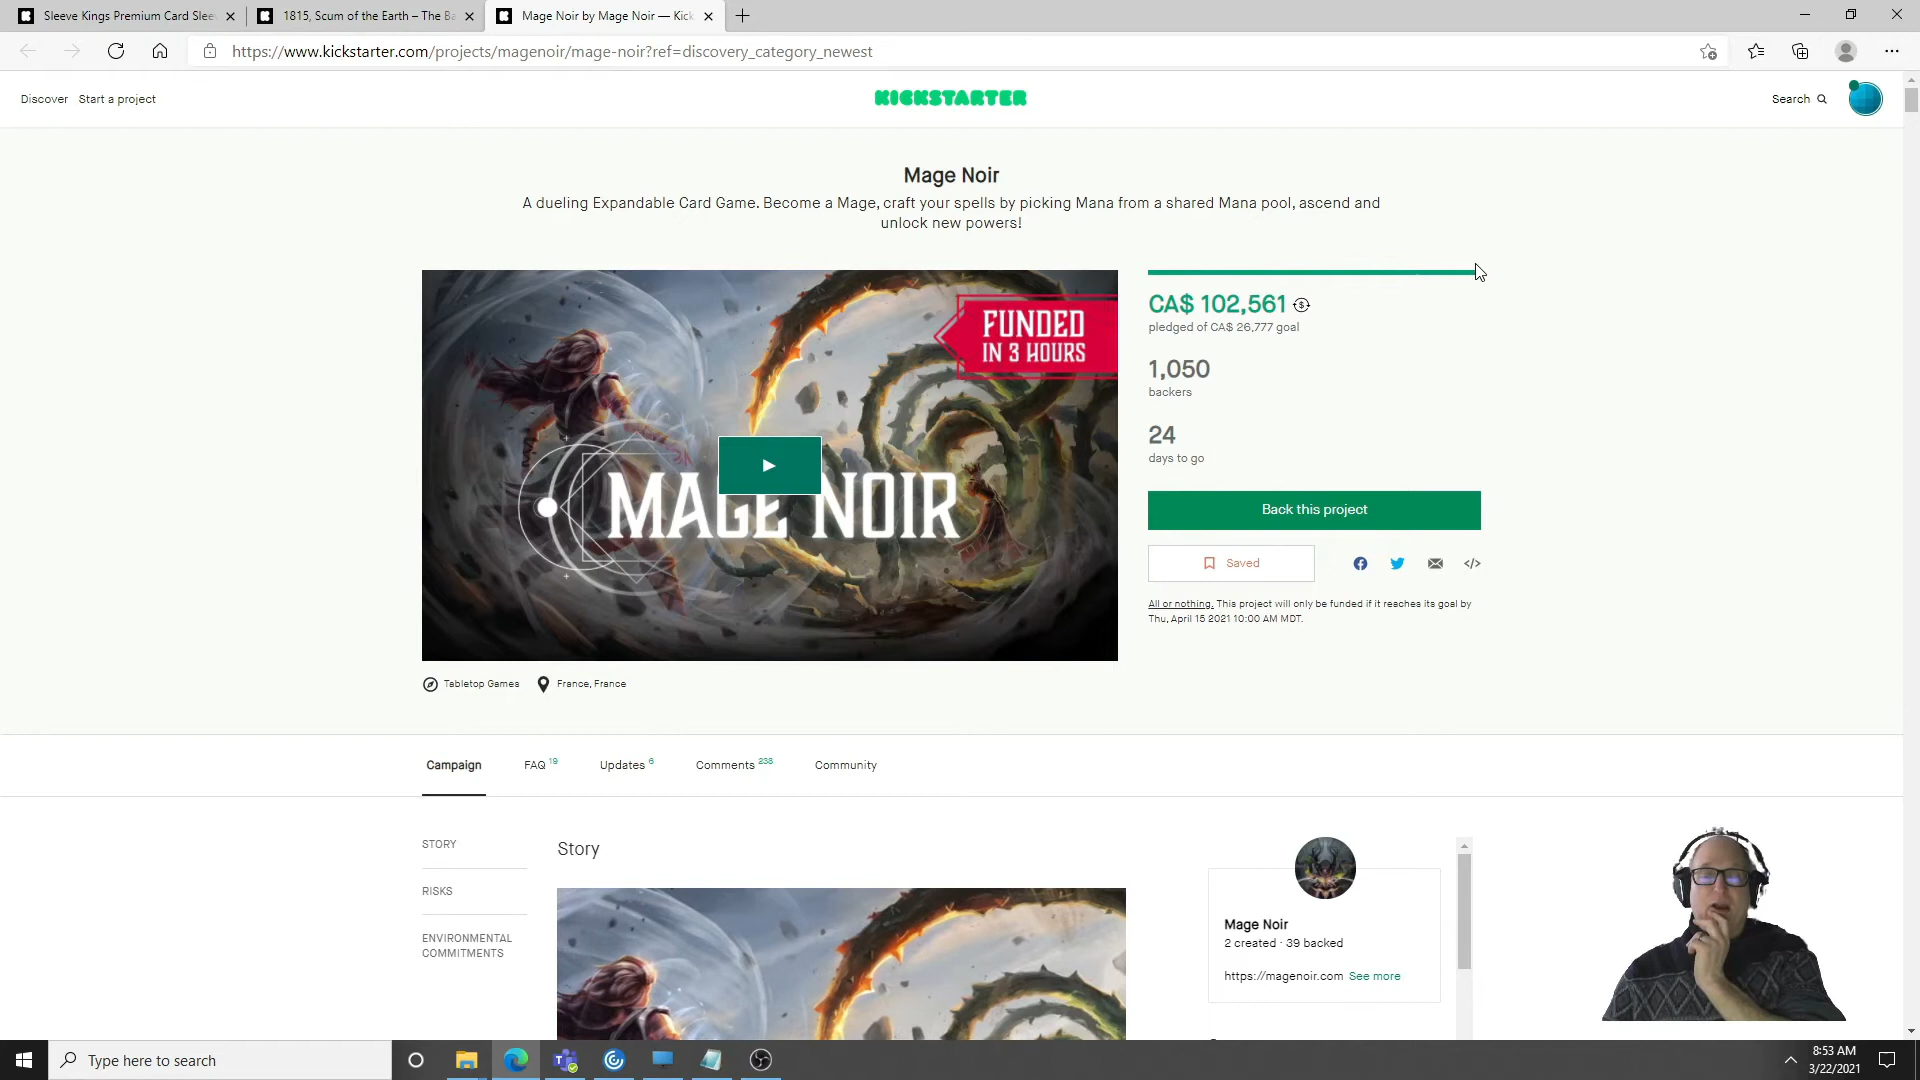 Sleeve Kings Premium Card Slee
1815, Scum of the Earth – The Ba
Mage Noir by Mage Noir — Kick
https://www.kickstarter.com/projects/magenoir/mage-noir?ref=discovery_category_newest
Discover
Start a project
KICKSTARTER
Search
Mage Noir
A dueling Expandable Card Game. Become a Mage, craft your spells by picking Mana from a shared Mana pool, ascend and
unlock new powers!
FUNDED
IN 3 HOURS
MAGE NOIR
CA$ 102,561
pledged of CA$ 26,777 goal
1,050
backers
24
days to go
Back this project
Saved
All or nothing. This project will only be funded if it reaches its goal by
Thu, April 15 2021 10:00 AM MDT.
Tabletop Games
France, France
Campaign
FAQ 19
Updates 6
Comments 238
Community
STORY
RISKS
ENVIRONMENTAL
COMMITMENTS
Story
Mage Noir
2 created · 39 backed
https://magenoir.com See more
Type here to search
8:53 AM
3/22/2021